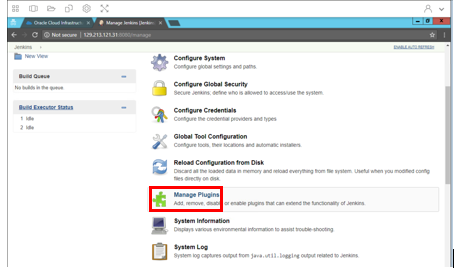 Oracle Cloud Infrastructu
Manage Jenkins [Jenkins
Not secure | 129.213.121.31:8080/manage
Jenkins
ENABLE AUTO REFRESH
New View
Build Queue
No builds in the queue.
Build Executor Status
1 Idle
2 Idle
Configure System
Configure global settings and paths.
Configure Global Security
Secure Jenkins; define who is allowed to access/use the system.
Configure Credentials
Configure the credential providers and types
Global Tool Configuration
Configure tools, their locations and automatic installers.
Reload Configuration from Disk
Discard all the loaded data in memory and reload everything from file system. Useful when you modified config
files directly on disk.
Manage Plugins
Add, remove, disable or enable plugins that can extend the functionality of Jenkins.
System Information
Displays various environmental information to assist trouble-shooting.
System Log
System log captures output from java.util.logging output related to Jenkins.